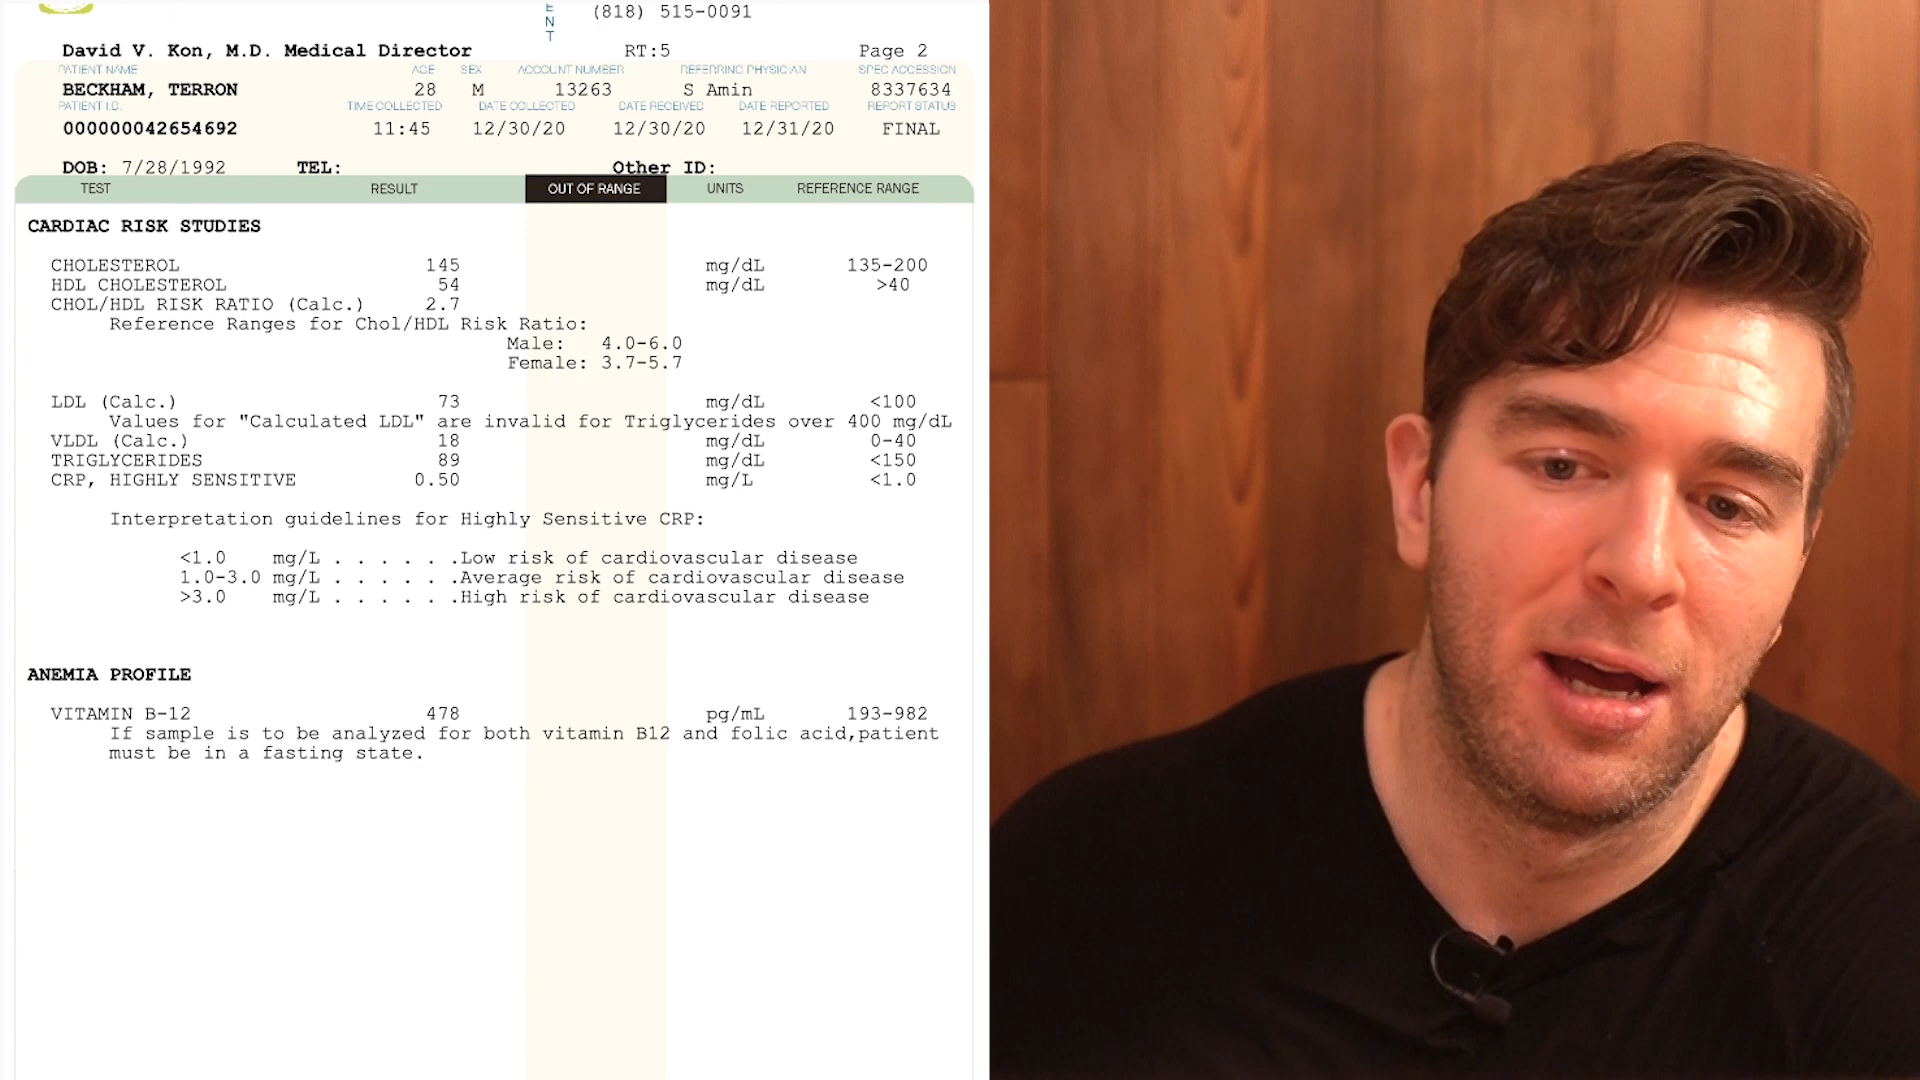 E
N
T
(818) 515-0091
David V. Kon, M.D. Medical Director RT:5 Page 2
PATIENT NAME AGE SEX ACCOUNT NUMBER REFERRING PHYSICIAN SPEC ACCESSION
BECKHAM, TERRON 28 M 13263 S Amin 8337634
PATIENT I.D. TIME COLLECTED DATE COLLECTED DATE RECEIVED DATE REPORTED REPORT STATUS
000000042654692 11:45 12/30/20 12/30/20 12/31/20 FINAL
DOB: 7/28/1992 TEL: Other ID:
TEST RESULT OUT OF RANGE UNITS REFERENCE RANGE
CARDIAC RISK STUDIES
CHOLESTEROL 145 mg/dL 135-200
HDL CHOLESTEROL 54 mg/dL >40
CHOL/HDL RISK RATIO (Calc.) 2.7
Reference Ranges for Chol/HDL Risk Ratio:
Male: 4.0-6.0
Female: 3.7-5.7
LDL (Calc.) 73 mg/dL <100
Values for "Calculated LDL" are invalid for Triglycerides over 400 mg/dL
VLDL (Calc.) 18 mg/dL 0-40
TRIGLYCERIDES 89 mg/dL <150
CRP, HIGHLY SENSITIVE 0.50 mg/L <1.0
Interpretation guidelines for Highly Sensitive CRP:
<1.0 mg/L . . . . . .Low risk of cardiovascular disease
1.0-3.0 mg/L . . . . . .Average risk of cardiovascular disease
>3.0 mg/L . . . . . .High risk of cardiovascular disease
ANEMIA PROFILE
VITAMIN B-12 478 pg/mL 193-982
If sample is to be analyzed for both vitamin B12 and folic acid,patient
must be in a fasting state.